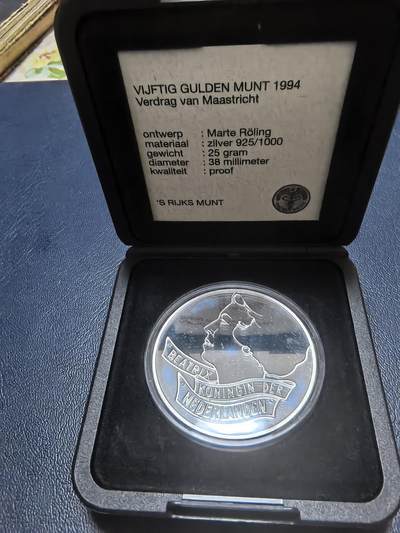 VIJFTIG GULDEN MUNT 1994
Verdrag van Maastricht
ontwerp : Marte Röling
materiaal : zilver 925/1000
gewicht : 25 gram
diameter : 38 millimeter
kwaliteit : proof
'S RIJKS MUNT
BEATRIX
KONINGIN DER
NEDERLANDEN